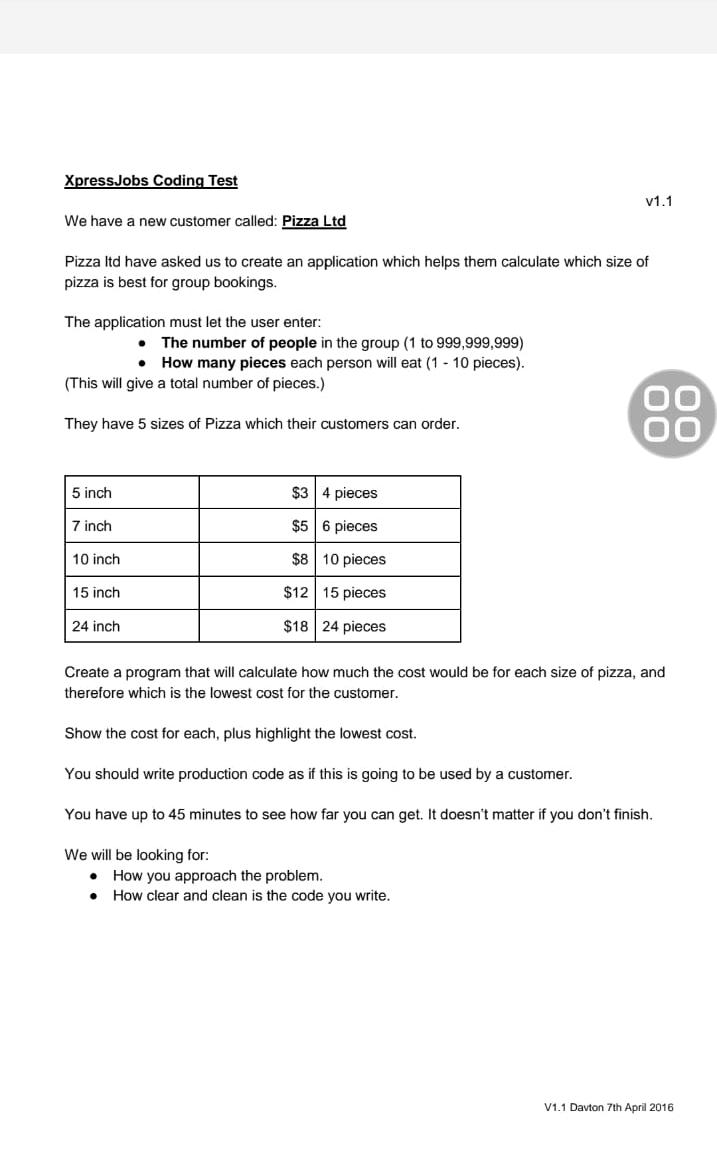 XpressJobs Coding Test
v1.1
We have a new customer called: Pizza Ltd
Pizza ltd have asked us to create an application which helps them calculate which size of
pizza is best for group bookings.
The application must let the user enter:
● The number of people in the group (1 to 999,999,999)
● How many pieces each person will eat (1 - 10 pieces).
(This will give a total number of pieces.)
They have 5 sizes of Pizza which their customers can order.
5 inch $3 4 pieces
7 inch $5 6 pieces
10 inch $8 10 pieces
15 inch $12 15 pieces
24 inch $18 24 pieces
Create a program that will calculate how much the cost would be for each size of pizza, and
therefore which is the lowest cost for the customer.
Show the cost for each, plus highlight the lowest cost.
You should write production code as if this is going to be used by a customer.
You have up to 45 minutes to see how far you can get. It doesn't matter if you don't finish.
We will be looking for:
● How you approach the problem.
● How clear and clean is the code you write.
V1.1 Davton 7th April 2016